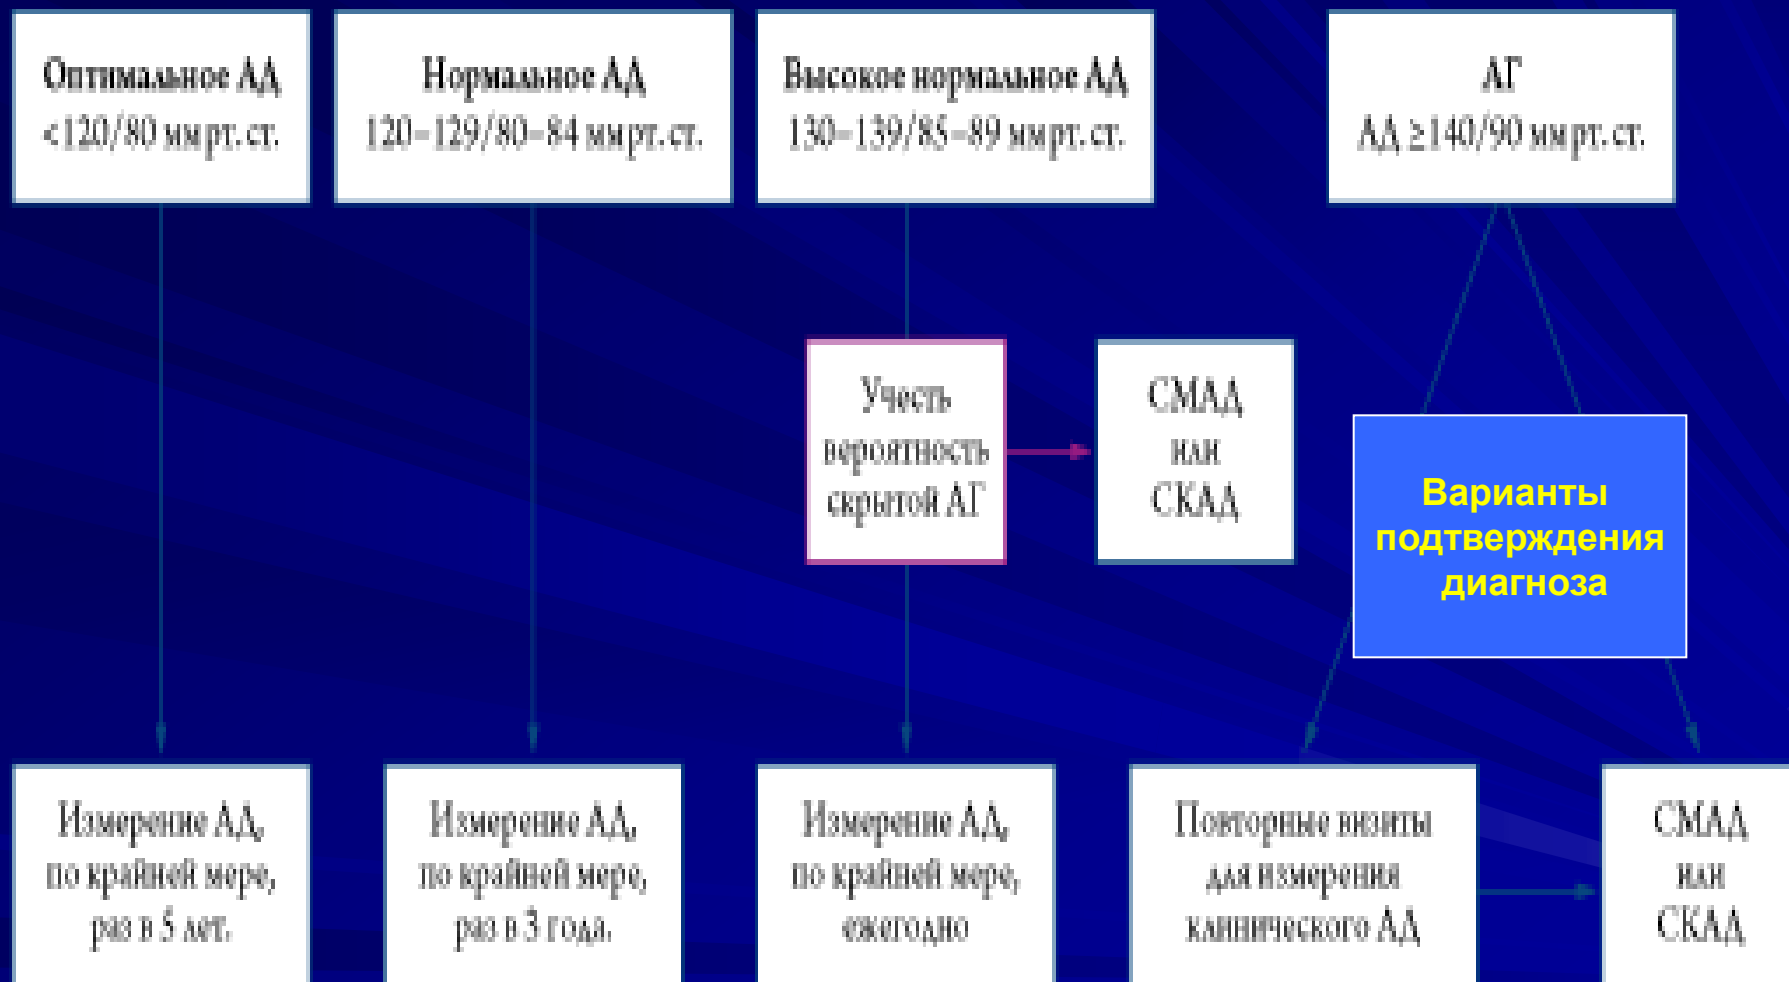 Оптимальное АД
<120/80 мм рт. ст.
Нормальное АД
120–129/80–84 мм рт. ст.
Высокое нормальное АД
130–139/85–89 мм рт. ст.
АГ
АД ≥140/90 мм рт. ст.
Учесть
вероятность
скрытой АГ
СМАД
или
СКАД
Варианты
подтверждения
диагноза
Измерение АД,
по крайней мере,
раз в 5 лет.
Измерение АД,
по крайней мере,
раз в 3 года.
Измерение АД,
по крайней мере,
ежегодно
Повторные визиты
для измерения
клинического АД
СМАД
или
СКАД